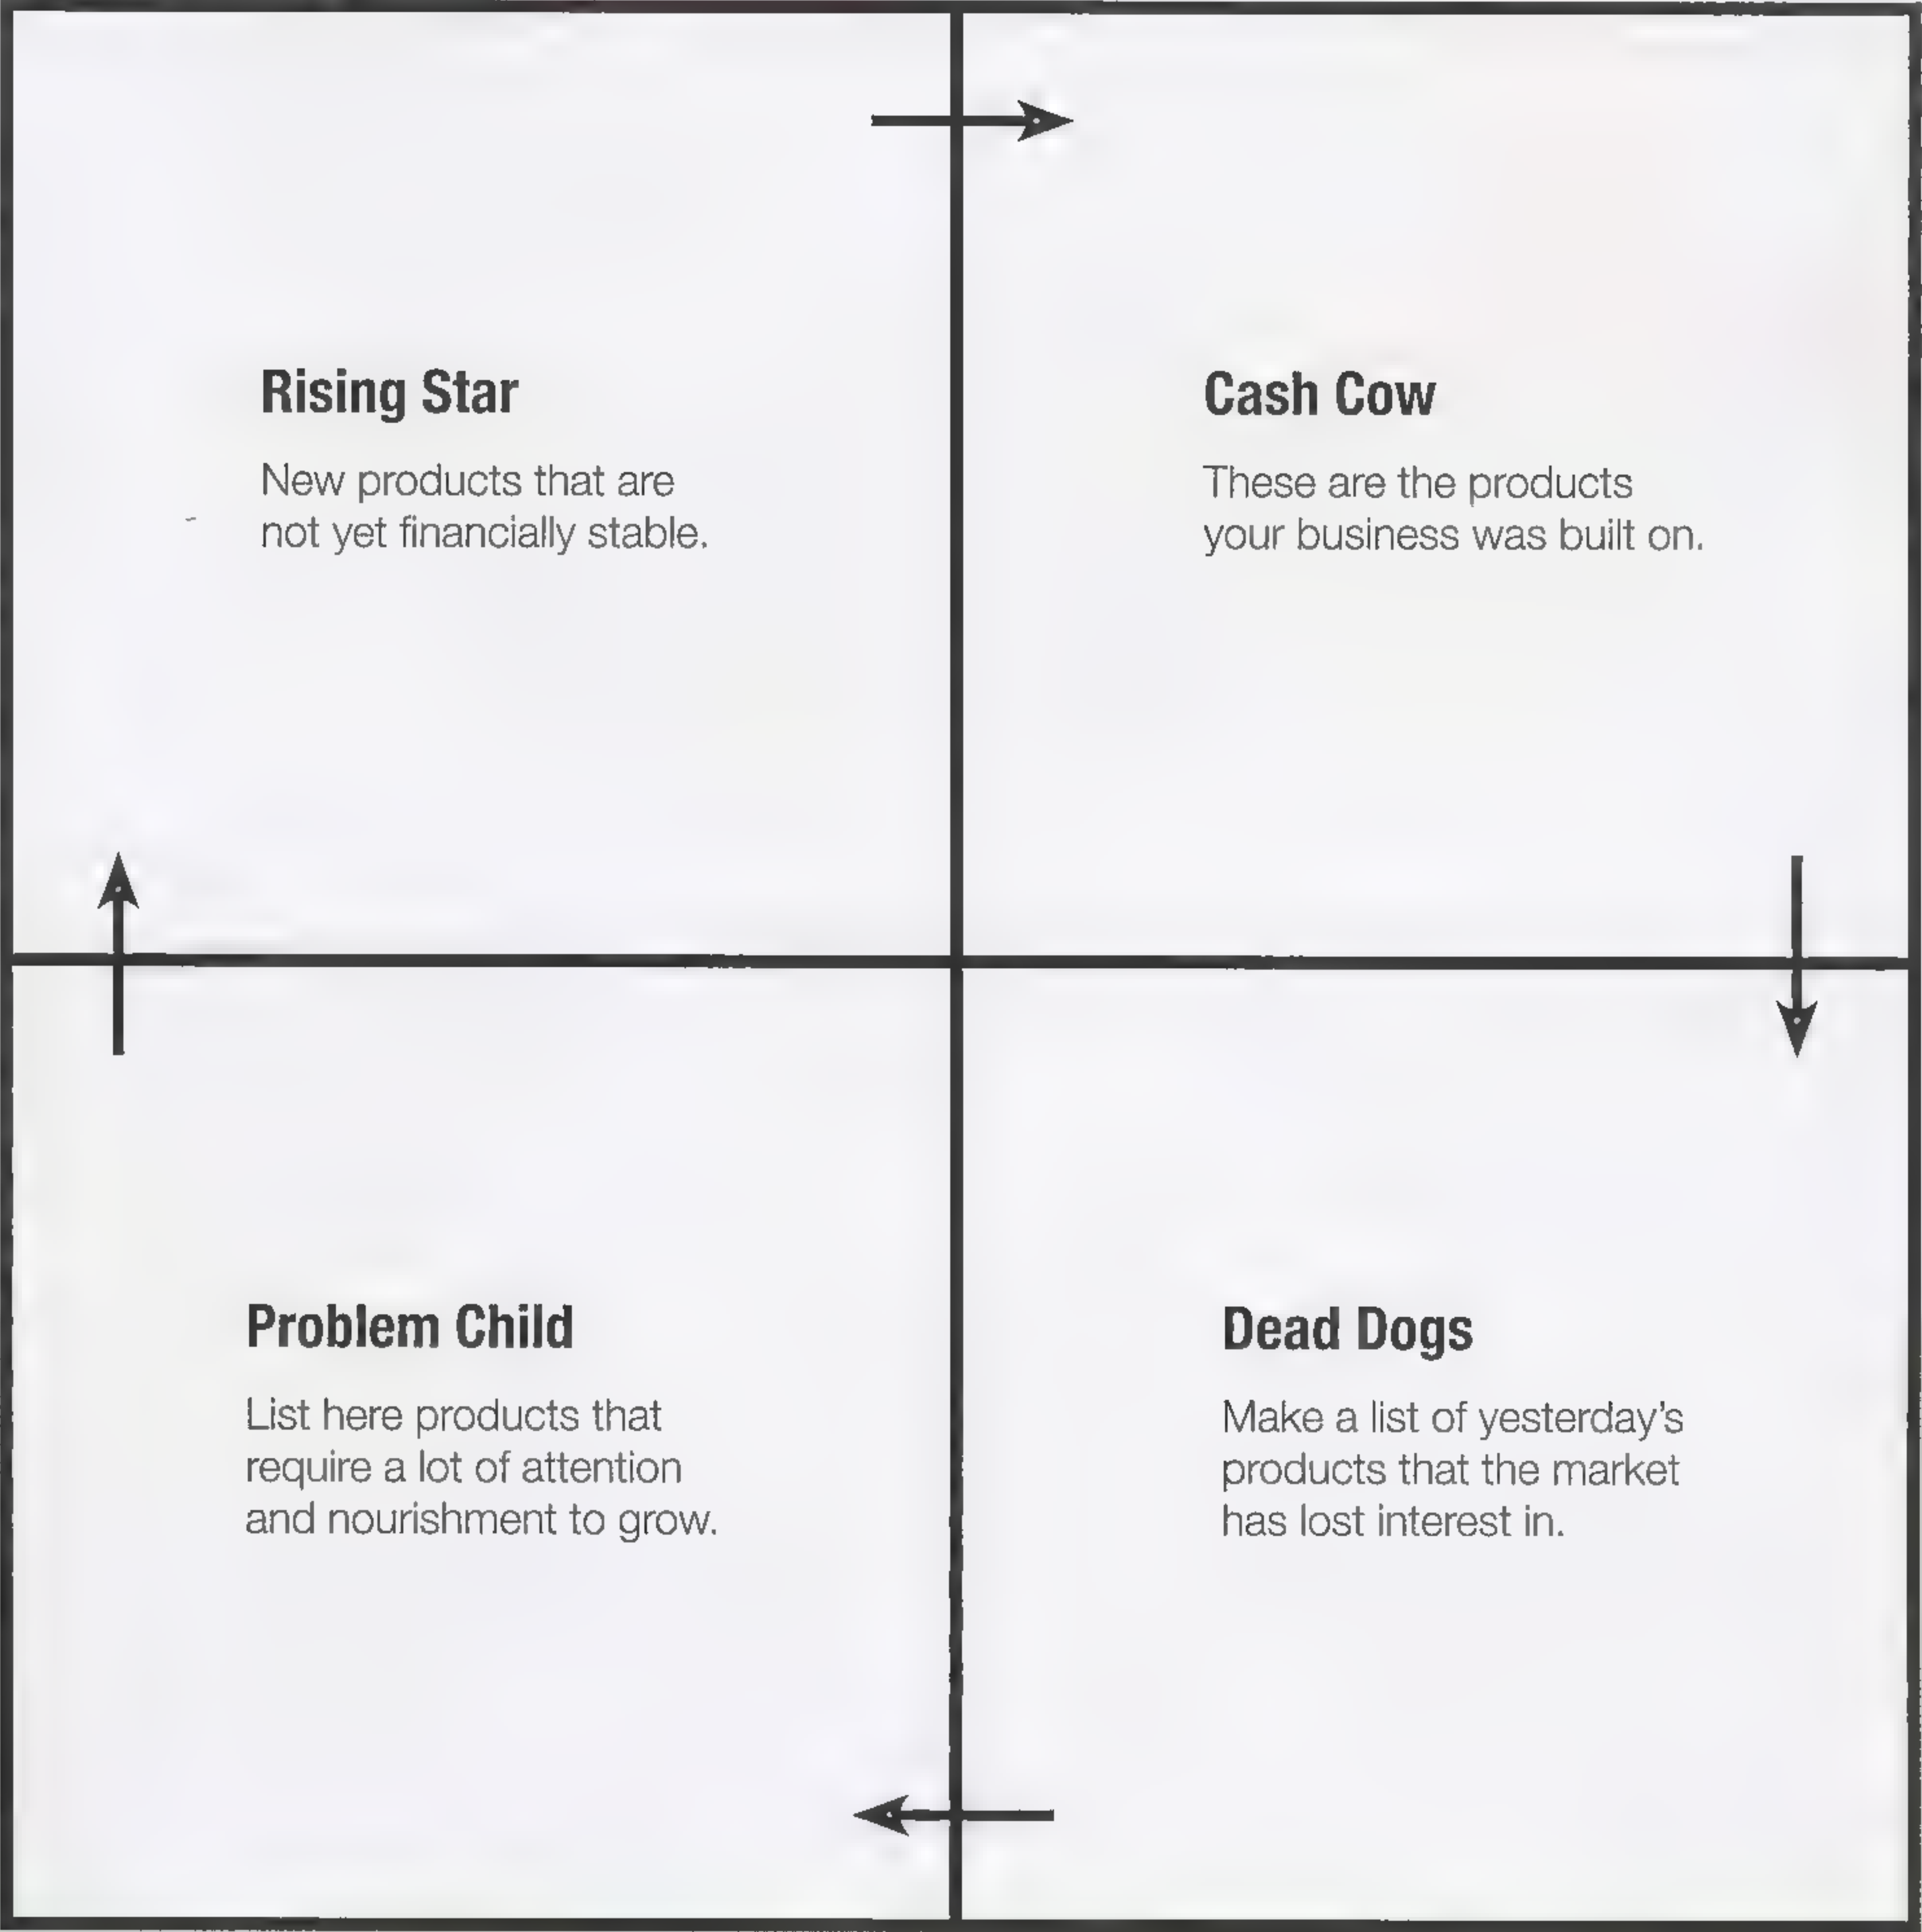 Rising Star
New products that are
not yet financially stable.
Cash Cow
These are the products
your business was built on.
Problem Child
List here products that
require a lot of attention
and nourishment to grow.
Dead Dogs
Make a list of yesterday's
products that the market
has lost interest in.